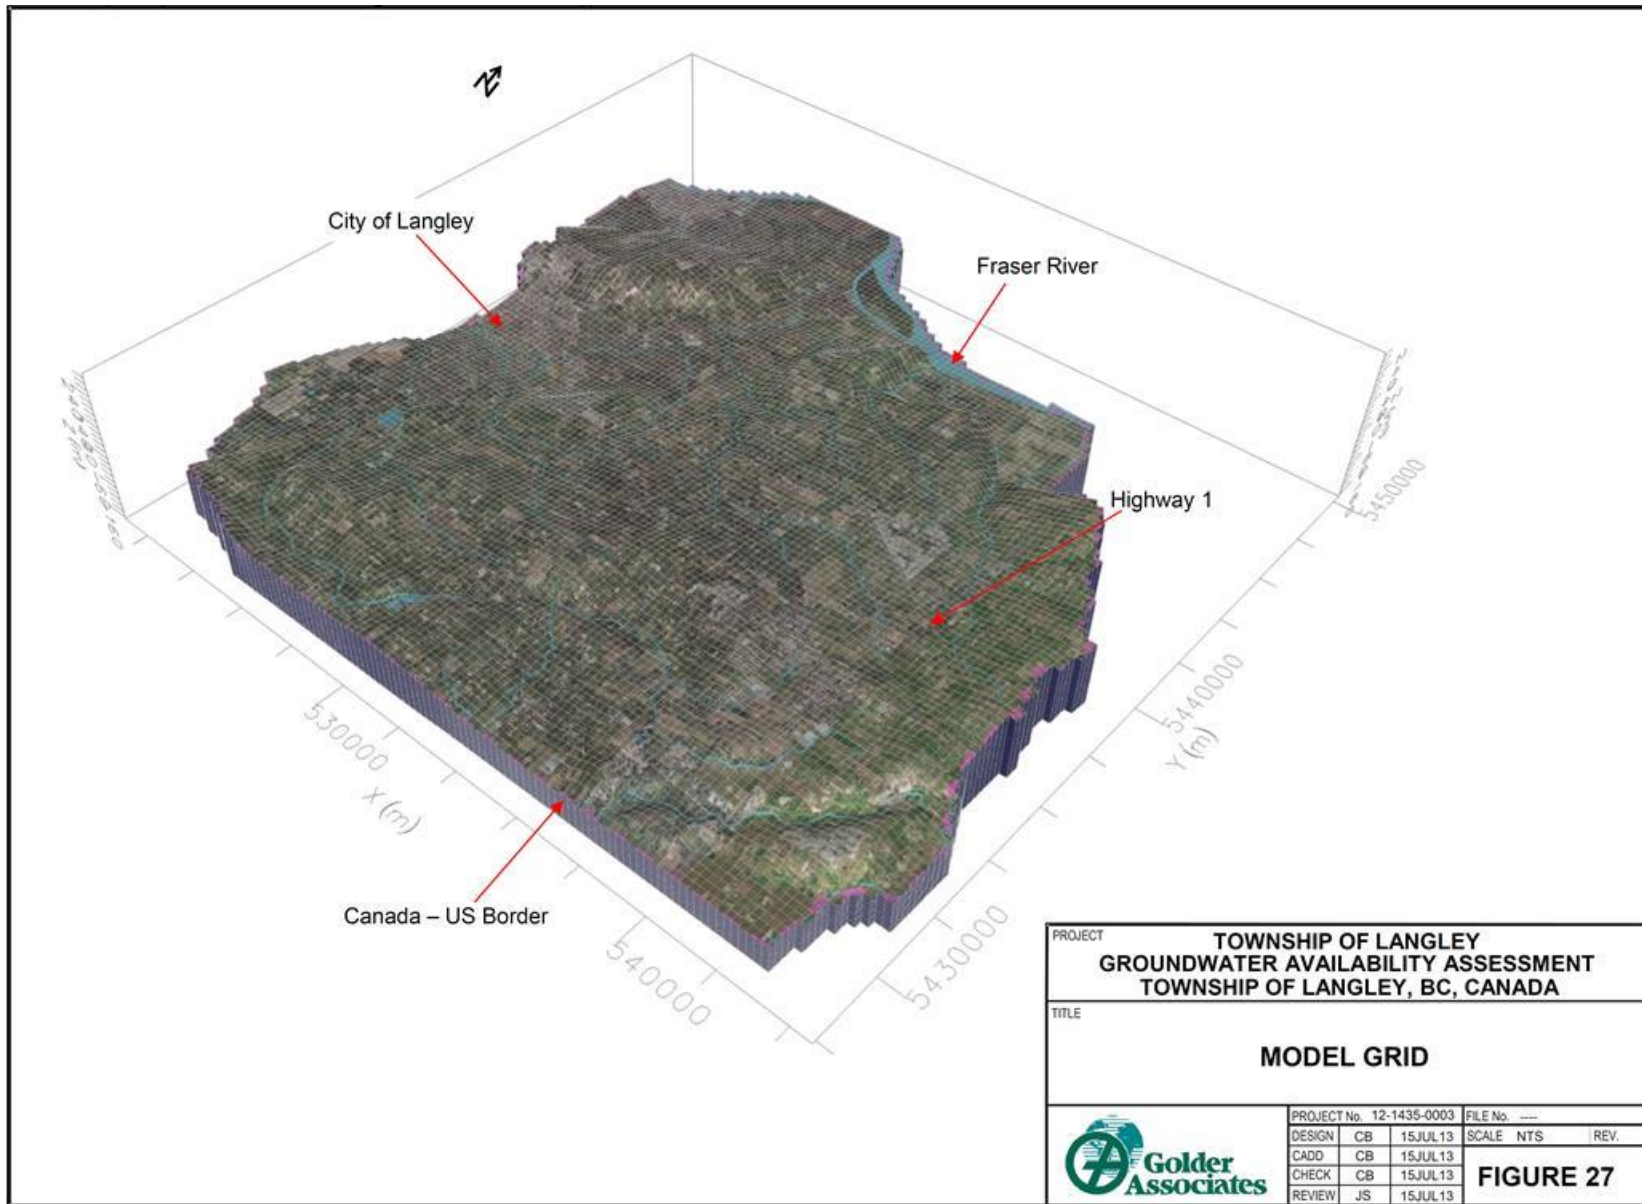 N
City of Langley
Fraser River
Highway 1
Canada – US Border
530000
540000
X (m)
5430000
5440000
5450000
Y (m)
PROJECT
TOWNSHIP OF LANGLEY
GROUNDWATER AVAILABILITY ASSESSMENT
TOWNSHIP OF LANGLEY, BC, CANADA
TITLE
MODEL GRID
Golder
Associates
PROJECT No. 12-1435-0003 FILE No. ----
DESIGN CB 15JUL13 SCALE NTS REV.
CADD CB 15JUL13
CHECK CB 15JUL13
REVIEW JS 15JUL13
FIGURE 27